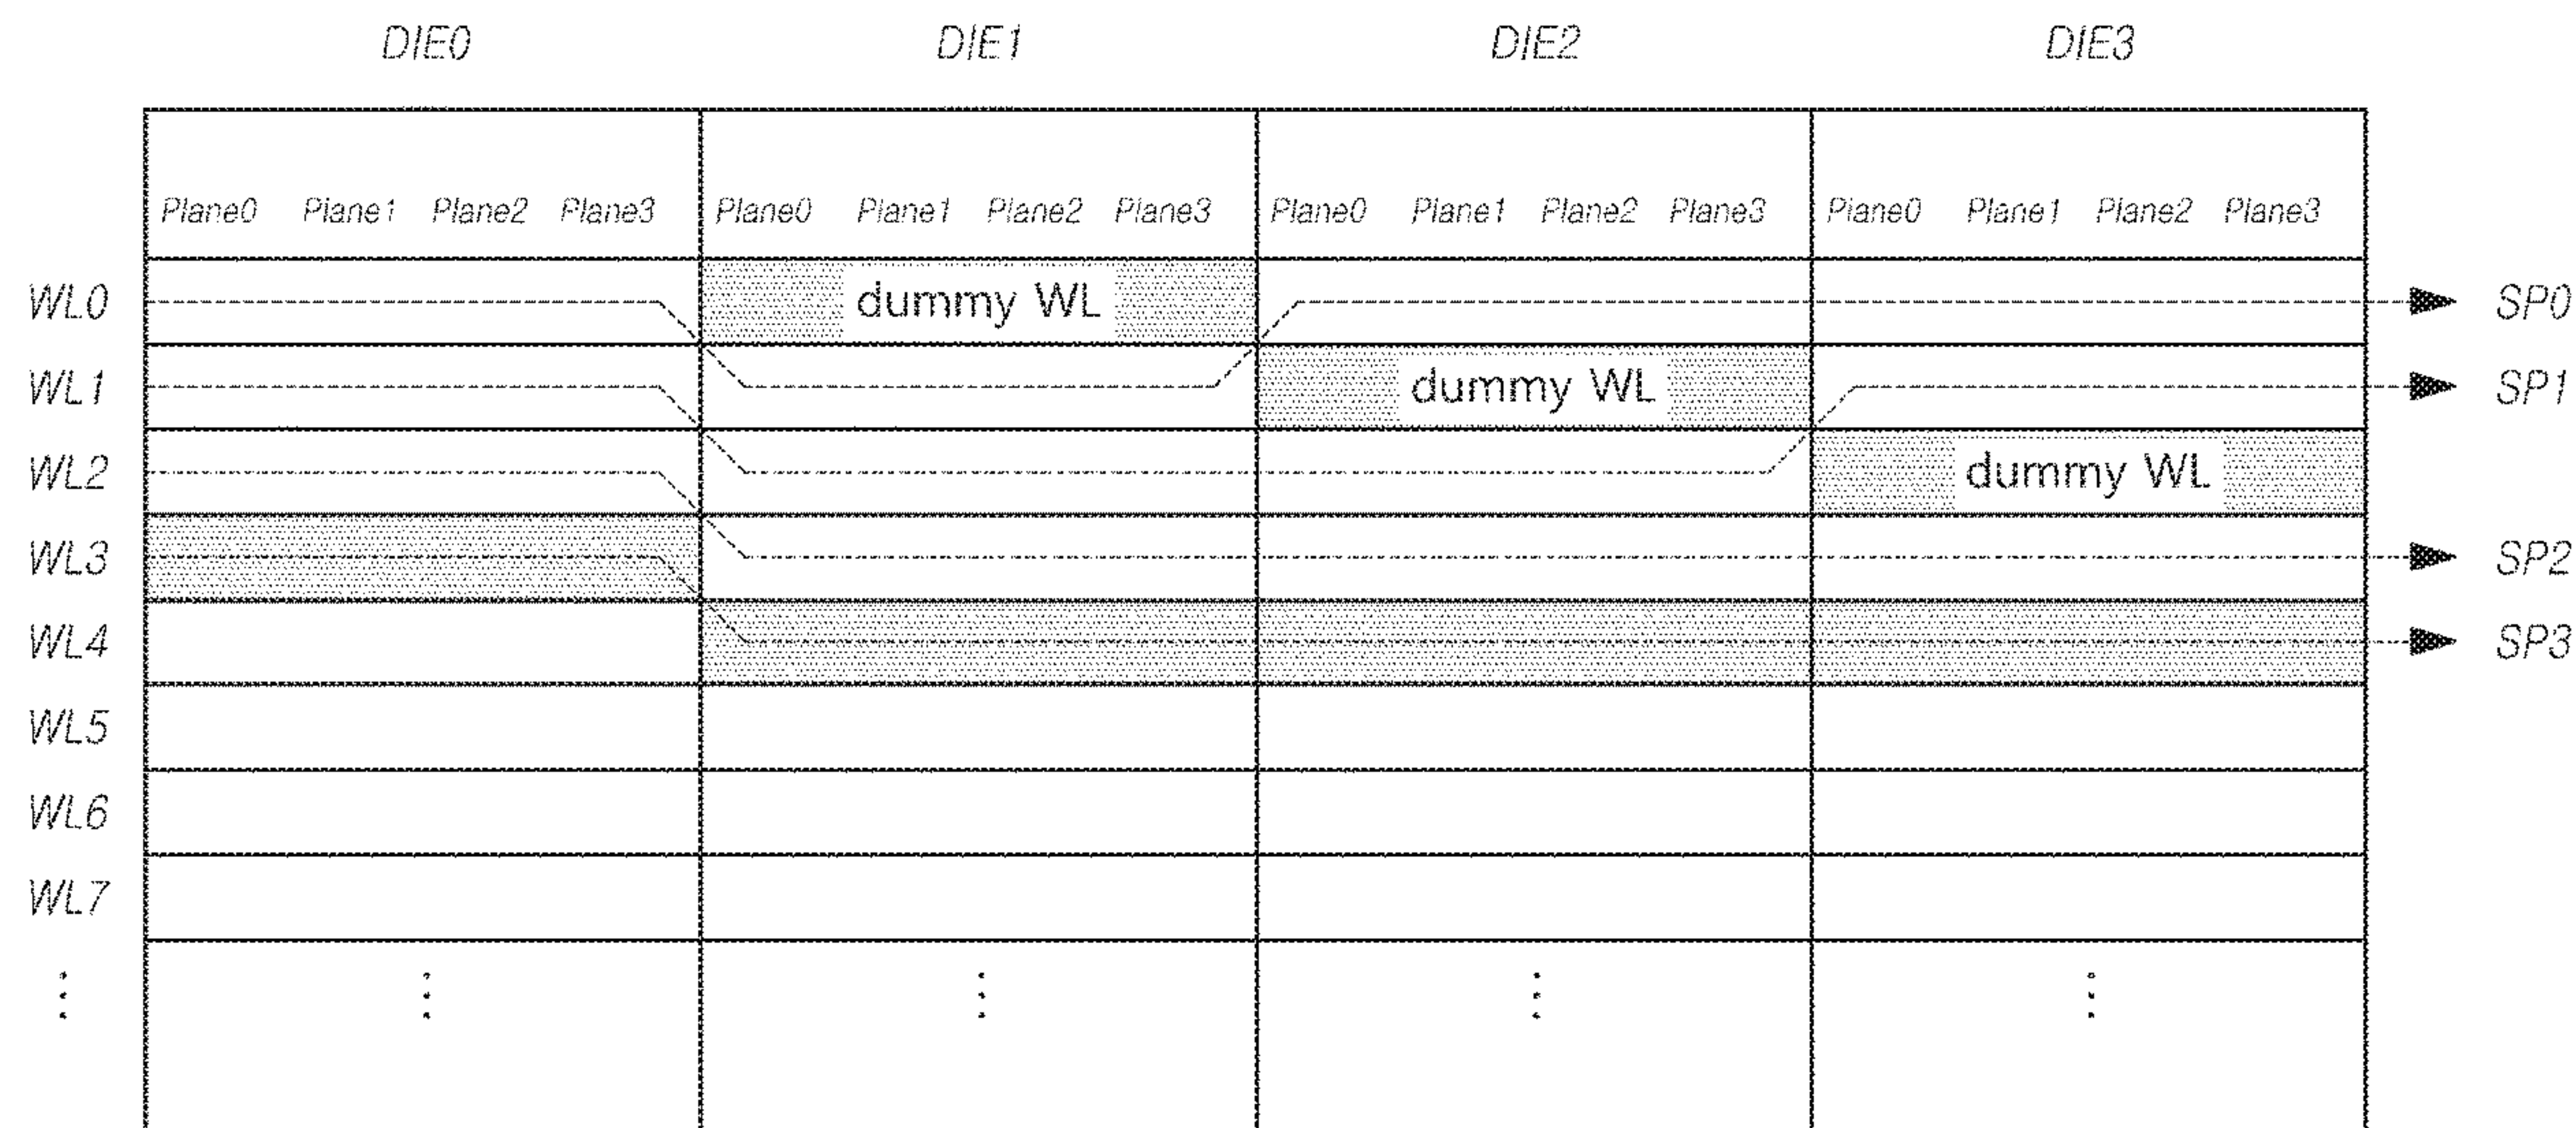 DIE0 DIE1 DIE2 DIE3
Plane0 Plane1 Plane2 Plane3 Plane0 Plane1 Plane2 Plane3 Plane0 Plane1 Plane2 Plane3 Plane0 Plane1 Plane2 Plane3
WL0 dummy WL SP0
WL1 dummy WL SP1
WL2 dummy WL
WL3 SP2
WL4 SP3
WL5
WL6
WL7